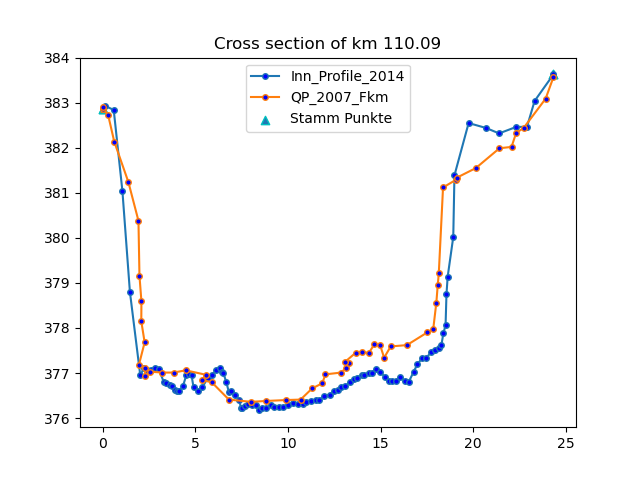 Cross section of km 110.09
Inn_Profile_2014
QP_2007_Fkm
Stamm Punkte
384
383
382
381
380
379
378
377
376
0 5 10 15 20 25